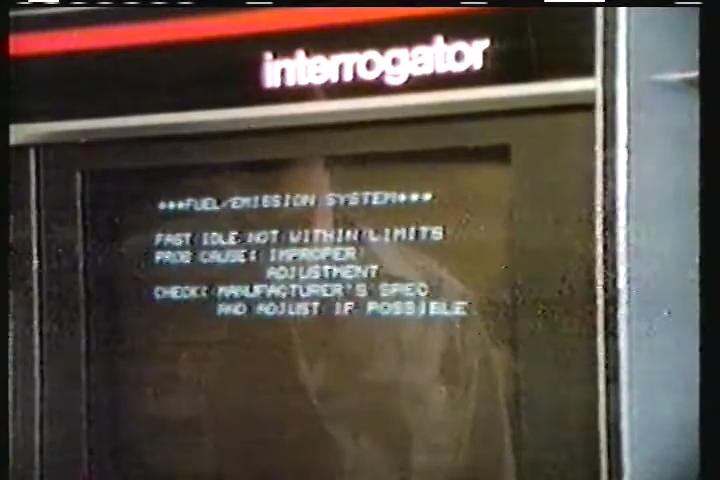 interrogator
***FUEL/EMISSION SYSTEM***
FAST IDLE NOT WITHIN LIMITS
PROB CAUSE: IMPROPER
ADJUSTMENT
CHECK: MANUFACTURER'S SPEC
AND ADJUST IF POSSIBLE